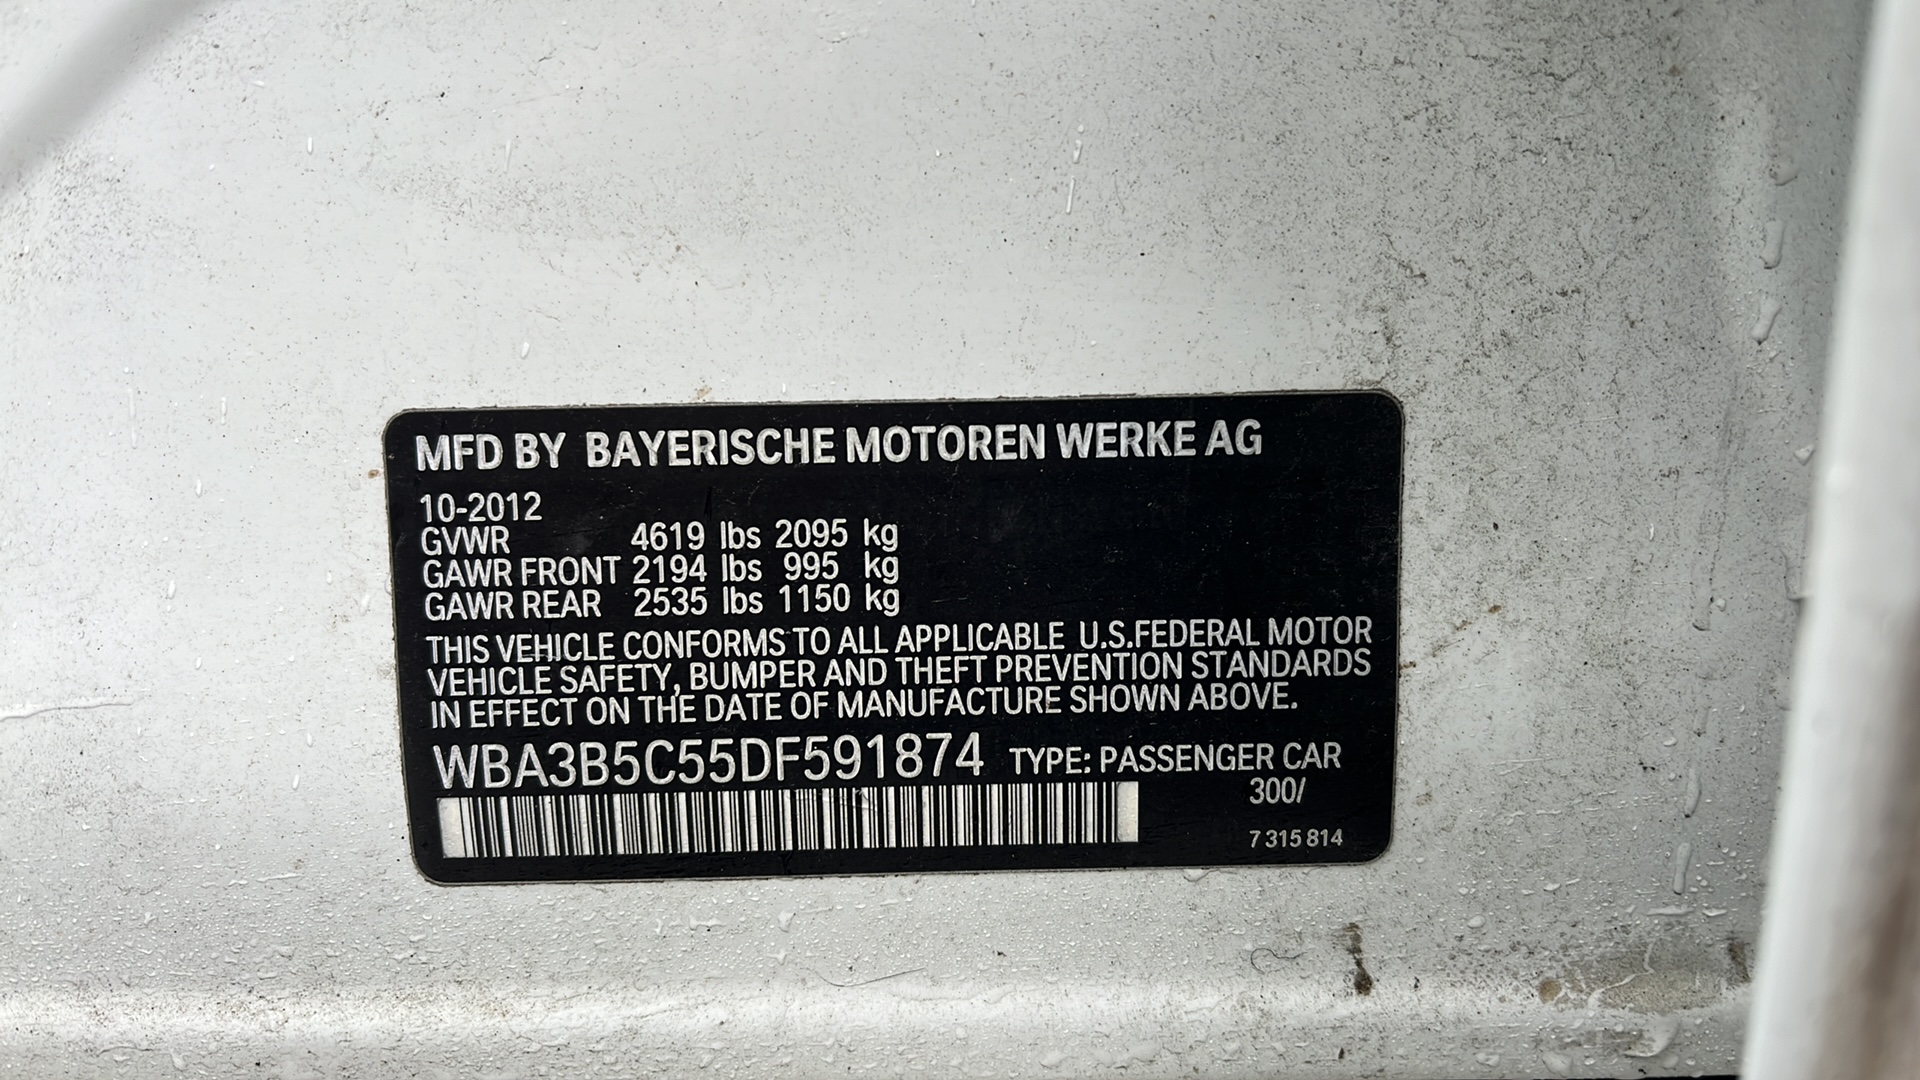 MFD BY BAYERISCHE MOTOREN WERKE AG
10-2012
GVWR 4619 lbs 2095 kg
GAWR FRONT 2194 lbs 995 kg
GAWR REAR 2535 lbs 1150 kg
THIS VEHICLE CONFORMS TO ALL APPLICABLE U.S.FEDERAL MOTOR
VEHICLE SAFETY, BUMPER AND THEFT PREVENTION STANDARDS
IN EFFECT ON THE DATE OF MANUFACTURE SHOWN ABOVE.
WBA3B5C55DF591874 TYPE: PASSENGER CAR
300/
7 315 814